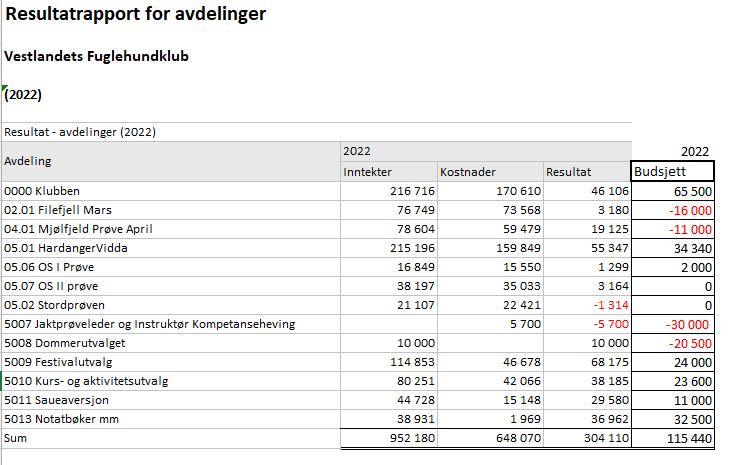 Resultatrapport for avdelinger
Vestlandets Fuglehundklub
(2022)
Resultat - avdelinger (2022)
Avdeling 2022 2022
Inntekter Kostnader Resultat Budsjett
0000 Klubben 216 716 170 610 46 106 65 500
02.01 Filefjell Mars 76 749 73 568 3 180 -16 000
04.01 Mjølfjeld Prøve April 78 604 59 479 19 125 -11 000
05.01 HardangerVidda 215 196 159 849 55 347 34 340
05.06 OS I Prøve 16 849 15 550 1 299 2 000
05.07 OS II prøve 38 197 35 033 3 164 0
05.02 Stordprøven 21 107 22 421 -1 314 0
5007 Jaktprøveleder og Instruktør Kompetanseheving 5 700 -5 700 -30 000
5008 Dommerutvalget 10 000 10 000 -20 500
5009 Festivalutvalg 114 853 46 678 68 175 24 000
5010 Kurs- og aktivitetsutvalg 80 251 42 066 38 185 23 600
5011 Saueaversjon 44 728 15 148 29 580 11 000
5013 Notatbøker mm 38 931 1 969 36 962 32 500
Sum 952 180 648 070 304 110 115 440